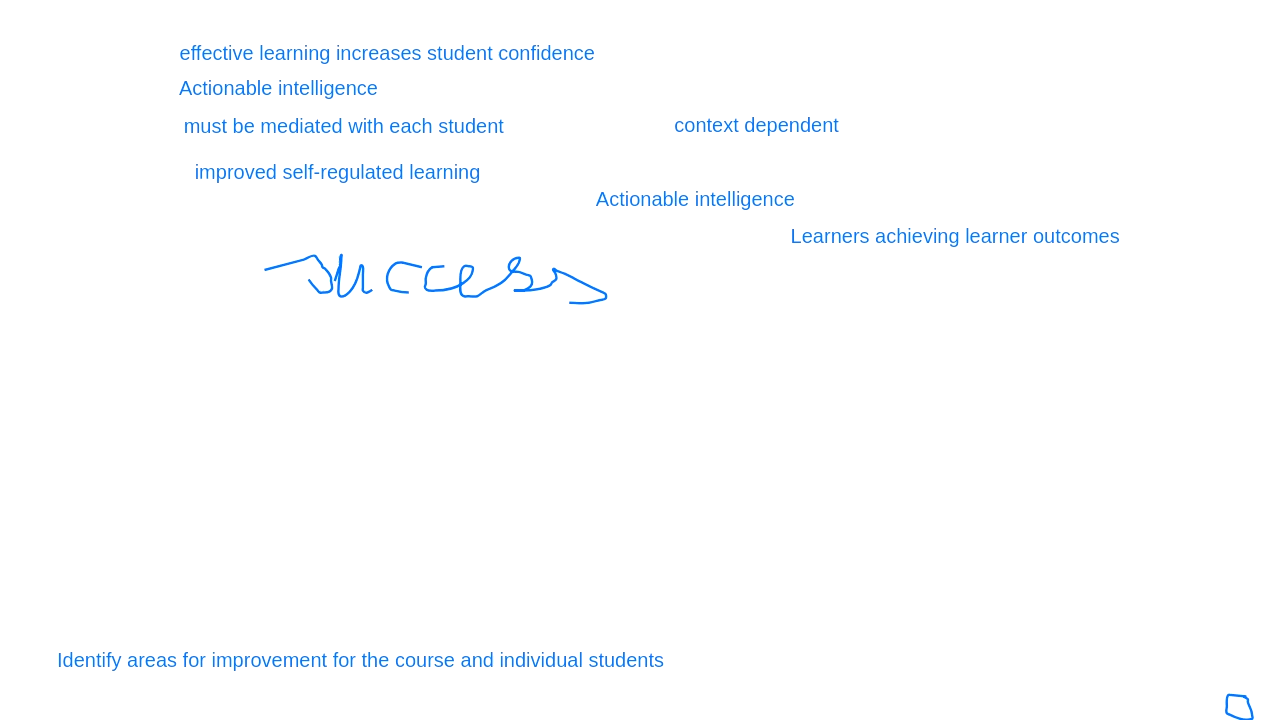 effective learning increases student confidence
Actionable intelligence
must be mediated with each student
context dependent
improved self-regulated learning
Actionable intelligence
Learners achieving learner outcomes
success
Identify areas for improvement for the course and individual students